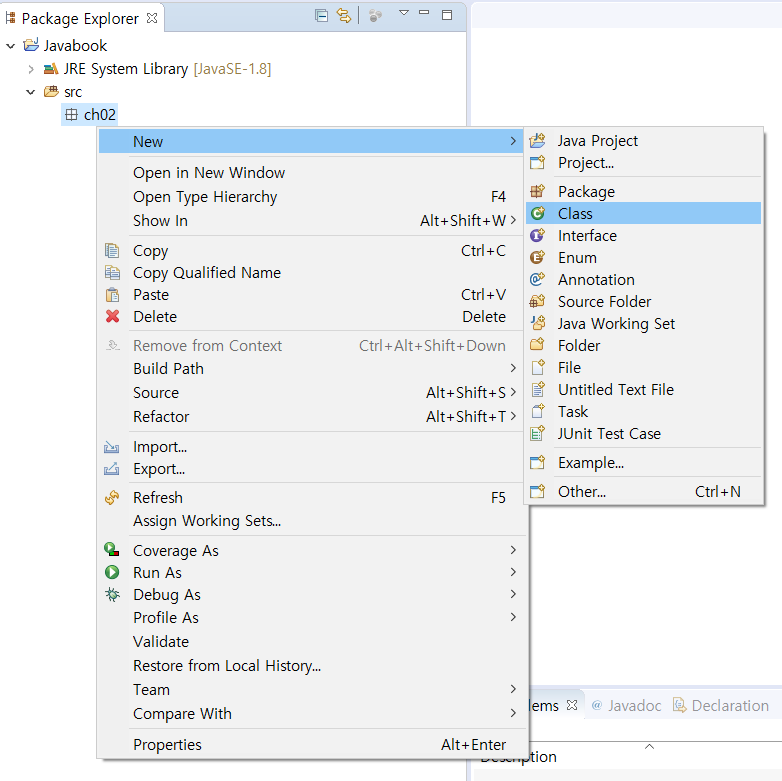 Package Explorer
Javabook
JRE System Library [JavaSE-1.8]
src
ch02
New
Open in New Window
Open Type Hierarchy F4
Show In Alt+Shift+W
Copy Ctrl+C
Copy Qualified Name
Paste Ctrl+V
Delete Delete
Remove from Context Ctrl+Alt+Shift+Down
Build Path
Source Alt+Shift+S
Refactor Alt+Shift+T
Import...
Export...
Refresh F5
Assign Working Sets...
Coverage As
Run As
Debug As
Profile As
Validate
Restore from Local History...
Team
Compare With
Properties Alt+Enter
Java Project
Project...
Package
Class
Interface
Enum
Annotation
Source Folder
Java Working Set
Folder
File
Untitled Text File
Task
JUnit Test Case
Example...
Other... Ctrl+N
lems @ Javadoc Declaration
Description